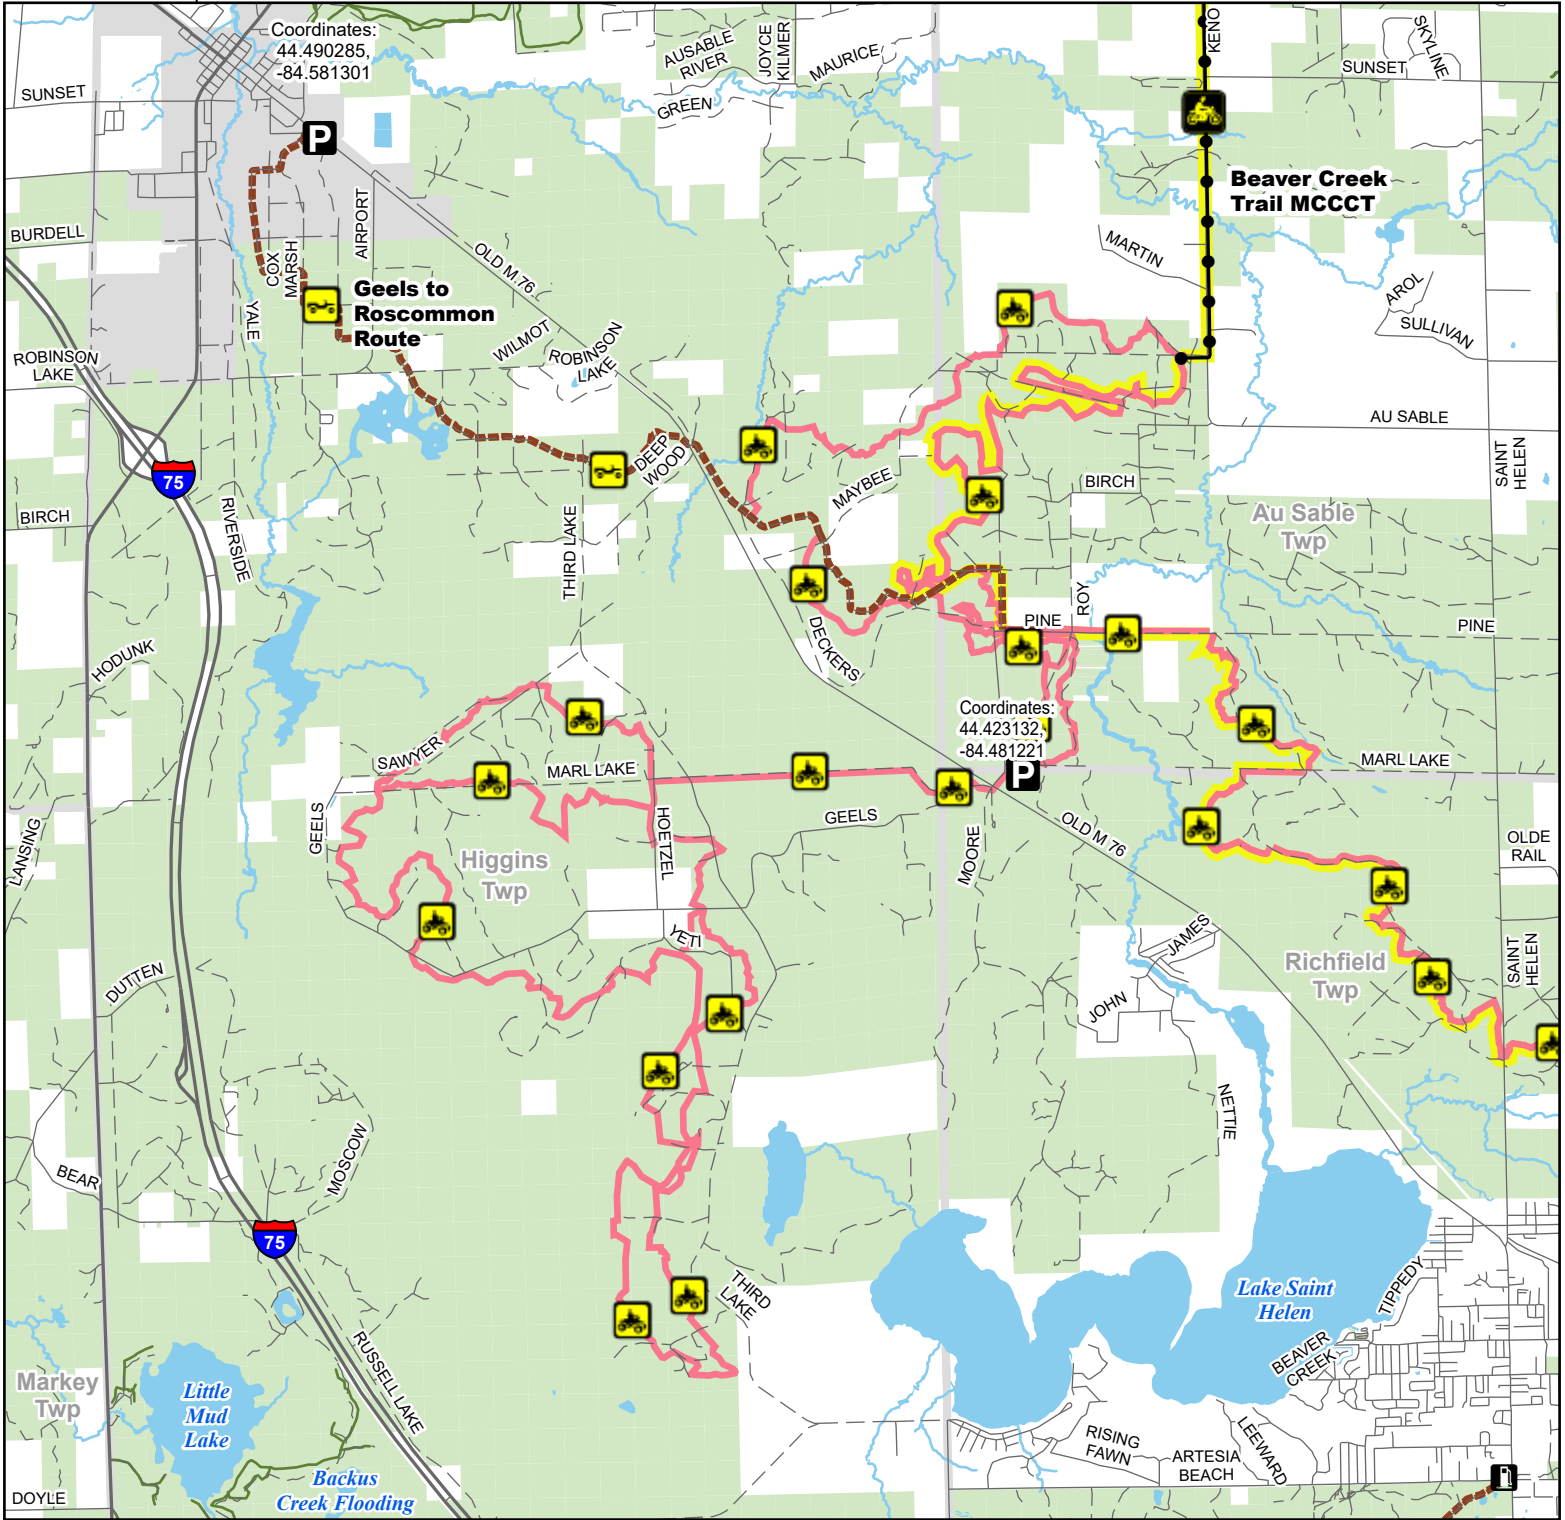 Coordinates:
44.490285,
-84.581301
AUSABLE
RIVER
JOYCE
KILMER
MAURICE
KENO
SKYLINE
SUNSET
SUNSET
GREEN
P
Beaver Creek
Trail MCCCT
BURDELL
COX
MARSH
AIRPORT
OLD M 76
MARTIN
AROL
SULLIVAN
Geels to
Roscommon
Route
YALE
WILMOT
ROBINSON
LAKE
ROBINSON
LAKE
AU SABLE
SAINT
HELEN
75
DEEP
WOOD
MAYBEE
BIRCH
BIRCH
RIVERSIDE
THIRD LAKE
Au Sable
Twp
ROY
PINE
PINE
DECKERS
HODUNK
Coordinates:
44.423132,
-84.481221
P
SAWYER
MARL LAKE
MARL LAKE
GEELS
HOETZEL
GEELS
OLD M 76
LANSING
Higgins
Twp
MOORE
OLDE
RAIL
YETI
JAMES
Richfield
Twp
SAINT
HELEN
DUTTEN
JOHN
NETTIE
MOSCOW
BEAR
75
THIRD
LAKE
Lake Saint
Helen
TIPPEDY
BEAVER
CREEK
RUSSELL LAKE
Markey
Twp
Little
Mud
Lake
RISING
FAWN
ARTESIA
BEACH
LEEWARD
Backus
Creek Flooding
DOYLE